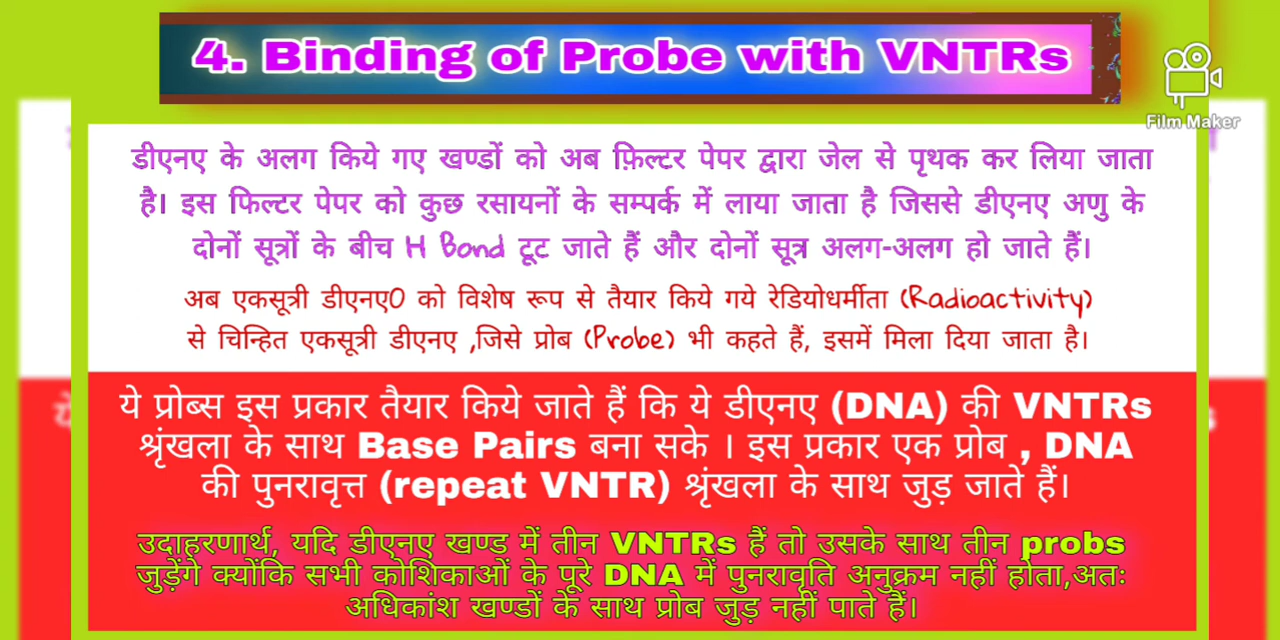 4. Binding of Probe with VNTRs
Film Maker
डीएनए के अलग किये गए खण्डों को अब फ़िल्टर पेपर द्वारा जेल से पृथक कर लिया जाता
है। इस फिल्टर पेपर को कुछ रसायनों के सम्पर्क में लाया जाता है जिससे डीएनए अणु के
दोनों सूत्रों के बीच H Bond टूट जाते हैं और दोनों सूत्र अलग-अलग हो जाते हैं।
अब एकसूत्री डीएनए0 को विशेष रूप से तैयार किये गये रेडियोधर्मीता (Radioactivity)
से चिन्हित एकसूत्री डीएनए ,जिसे प्रोब (Probe) भी कहते हैं, इसमें मिला दिया जाता है।
ये प्रोब्स इस प्रकार तैयार किये जाते हैं कि ये डीएनए (DNA) की VNTRs
श्रृंखला के साथ Base Pairs बना सके । इस प्रकार एक प्रोब , DNA
की पुनरावृत्त (repeat VNTR) श्रृंखला के साथ जुड़ जाते हैं।
उदाहरणार्थ, यदि डीएनए खण्ड में तीन VNTRs हैं तो उसके साथ तीन probs
जुड़ेंगे क्योंकि सभी कोशिकाओं के पूरे DNA में पुनरावृति अनुक्रम नहीं होता,अतः
अधिकांश खण्डों के साथ प्रोब जुड़ नहीं पाते हैं।